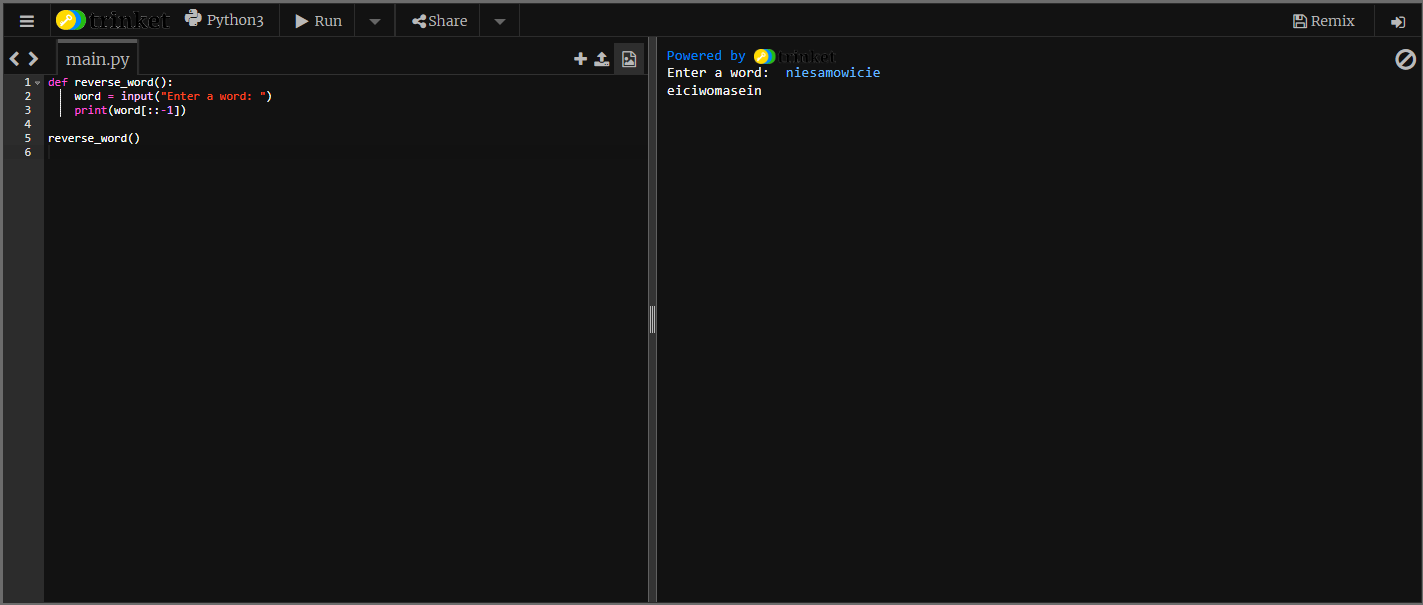 trinket Python3 Run Share Remix
main.py
1 def reverse_word():
2     word = input("Enter a word: ")
3     print(word[::-1])
4
5 reverse_word()
6
Powered by trinket
Enter a word:  niesamowicie
eiciwomasein